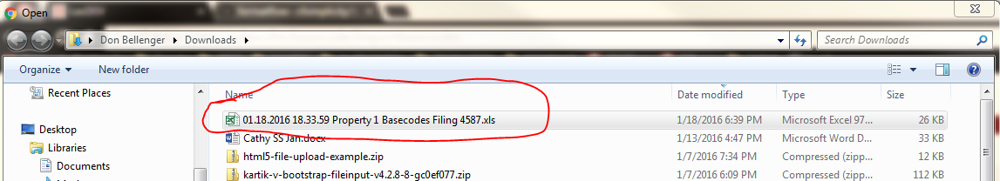 Open
Don Bellenger Downloads Search Downloads
Organize New folder
Recent Places Name Date modified Type Size
01.18.2016 18.33.59 Property 1 Basecodes Filing 4587.xls 1/18/2016 6:39 PM Microsoft Excel 97... 26 KB
Desktop Cathy SS Jan.docx 1/13/2016 4:47 PM Microsoft Word D... 33 KB
Libraries html5-file-upload-example.zip 1/7/2016 7:34 PM Compressed (zipp... 12 KB
Documents kartik-v-bootstrap-fileinput-v4.2.8-8-gc0ef077.zip 1/7/2016 6:09 PM Compressed (zipp... 112 KB